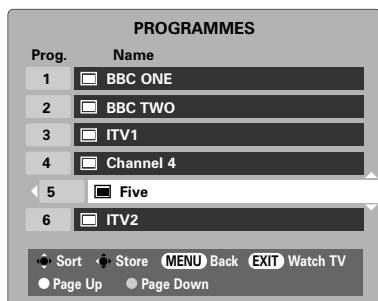 PROGRAMMES
Prog. Name
1 BBC ONE
2 BBC TWO
3 ITV1
4 Channel 4
5 Five
6 ITV2
Sort Store MENU Back EXIT Watch TV
Page Up Page Down